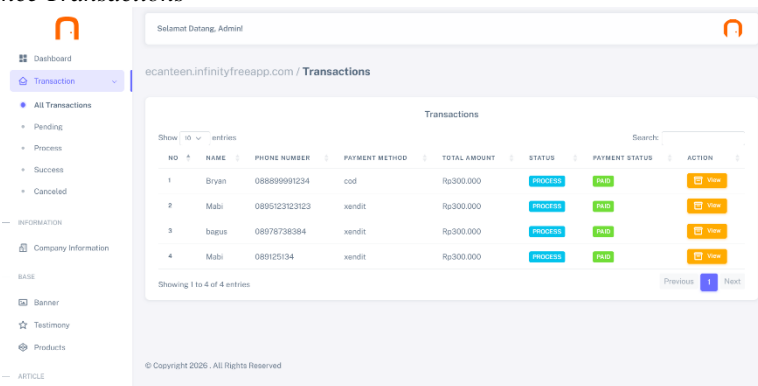 nce Transactions
Selamat Datang, Admin!
Dashboard
Transaction
All Transactions
Pending
Process
Success
Canceled
INFORMATION
Company Information
BASE
Banner
Testimony
Products
ARTICLE
ecanteen.infinityfreeapp.com / Transactions
Transactions
Show 10 entries
Search:
NO NAME PHONE NUMBER PAYMENT METHOD TOTAL AMOUNT STATUS PAYMENT STATUS ACTION
1 Bryan 088899991234 cod Rp300.000 PROCESS PAID View
2 Mabi 0895123123123 xendit Rp300.000 PROCESS PAID View
3 bagus 08978738384 xendit Rp300.000 PROCESS PAID View
4 Mabi 089125134 xendit Rp300.000 PROCESS PAID View
Showing 1 to 4 of 4 entries
Previous 1 Next
© Copyright 2026 . All Rights Reserved